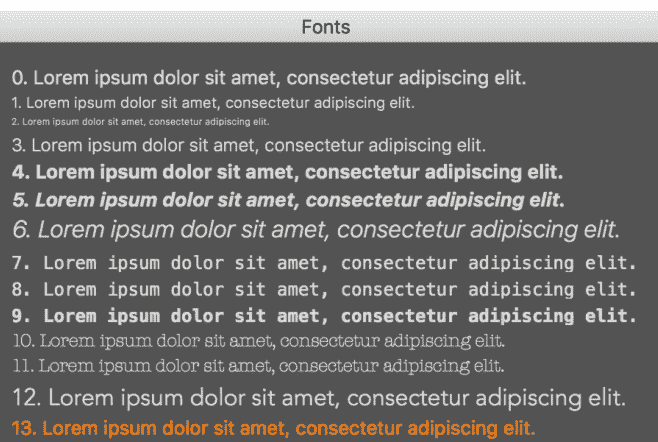 Fonts
0. Lorem ipsum dolor sit amet, consectetur adipiscing elit.
1. Lorem ipsum dolor sit amet, consectetur adipiscing elit.
2. Lorem ipsum dolor sit amet, consectetur adipiscing elit.
3. Lorem ipsum dolor sit amet, consectetur adipiscing elit.
4. Lorem ipsum dolor sit amet, consectetur adipiscing elit.
5. Lorem ipsum dolor sit amet, consectetur adipiscing elit.
6. Lorem ipsum dolor sit amet, consectetur adipiscing elit.
7. Lorem ipsum dolor sit amet, consectetur adipiscing elit.
8. Lorem ipsum dolor sit amet, consectetur adipiscing elit.
9. Lorem ipsum dolor sit amet, consectetur adipiscing elit.
10. Lorem ipsum dolor sit amet, consectetur adipiscing elit.
11. Lorem ipsum dolor sit amet, consectetur adipiscing elit.
12. Lorem ipsum dolor sit amet, consectetur adipiscing elit.
13. Lorem ipsum dolor sit amet, consectetur adipiscing elit.